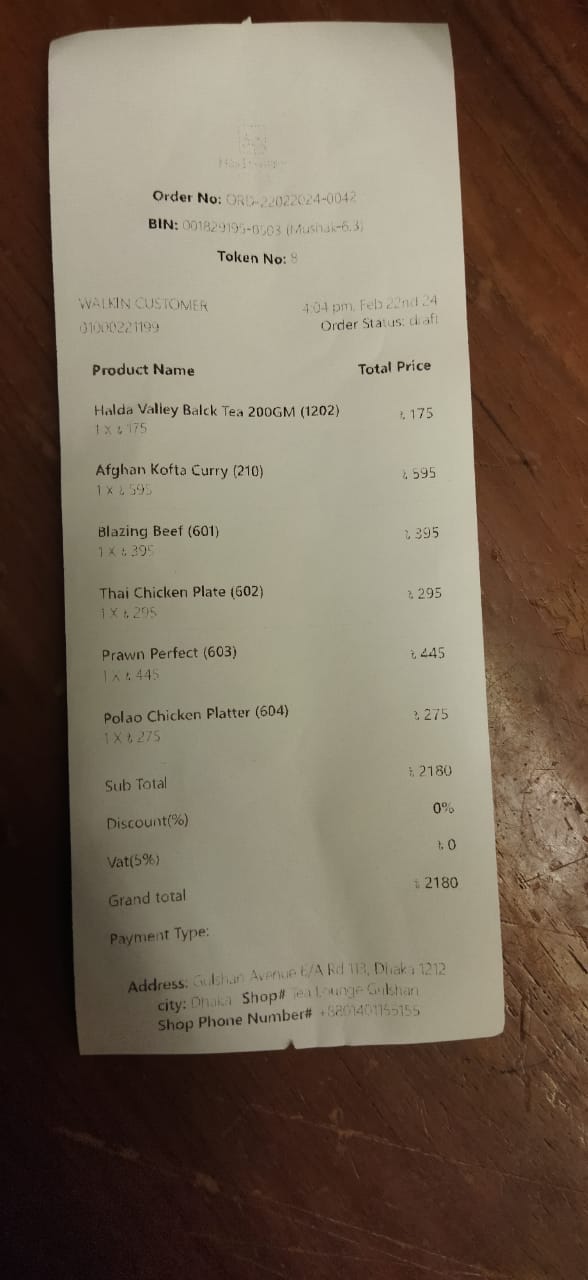 Order No: ORD-22022024-0042
BIN: 001829195-0503 (Mushak-6.3)
Token No: 8
WALKIN CUSTOMER
4:04 pm, Feb 22nd 24
01000221199
Order Status: draft
Product Name Total Price
Halda Valley Balck Tea 200GM (1202) ৳ 175
1 X ৳ 175
Afghan Kofta Curry (210) ৳ 595
1 X ৳ 595
Blazing Beef (601) ৳ 395
1 X ৳ 395
Thai Chicken Plate (602) ৳ 295
1 X ৳ 295
Prawn Perfect (603) ৳ 445
1 X ৳ 445
Polao Chicken Platter (604) ৳ 275
1 X ৳ 275
Sub Total ৳ 2180
Discount(%) 0%
Vat(5%) ৳ 0
Grand total ৳ 2180
Payment Type:
Address: Gulshan Avenue 6/A Rd 113, Dhaka 1212
city: Dhaka Shop# Tea Lounge Gulshan
Shop Phone Number# +8801401155155